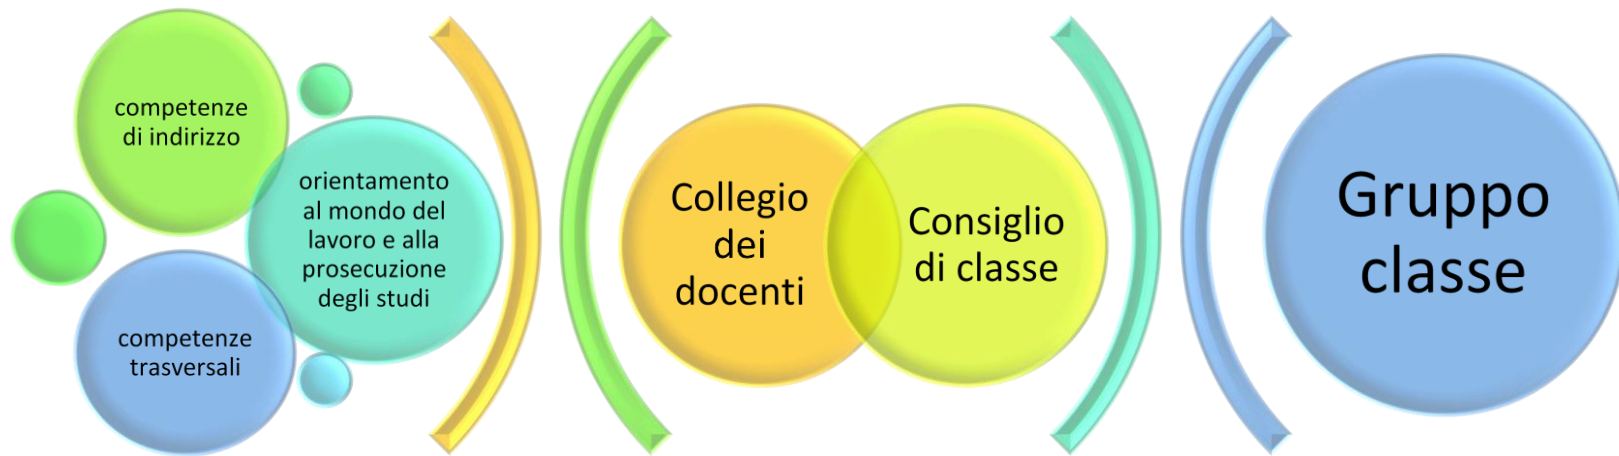 competenze
di indirizzo
orientamento
al mondo del
lavoro e alla
prosecuzione
degli studi
competenze
trasversali
Collegio
dei
docenti
Consiglio
di classe
Gruppo
classe